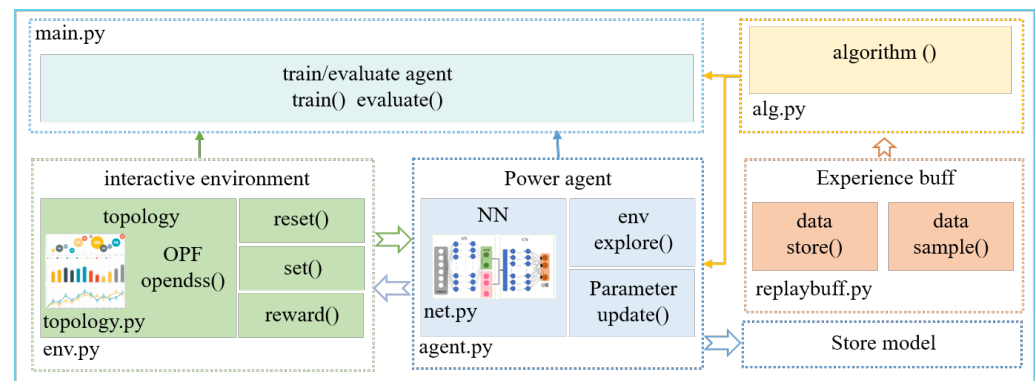 main.py
train/evaluate agent
train() evaluate()
algorithm ()
alg.py
interactive environment
topology
OPF
opendss()
topology.py
env.py
reset()
set()
reward()
Power agent
NN
net.py
agent.py
env
explore()
Parameter
update()
Experience buff
data
store()
data
sample()
replaybuff.py
Store model